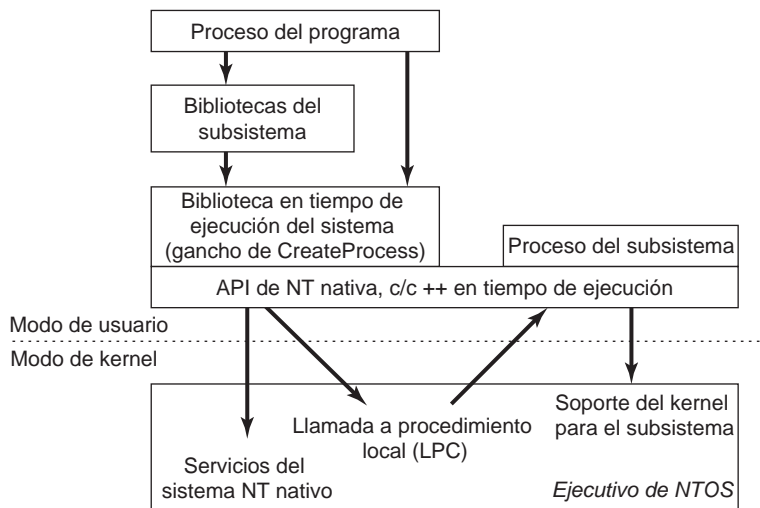 Proceso del programa
Bibliotecas del
subsistema
Biblioteca en tiempo de
ejecución del sistema
(gancho de CreateProcess)
Proceso del subsistema
API de NT nativa, c/c ++ en tiempo de ejecución
Modo de usuario
Modo de kernel
Soporte del kernel
para el subsistema
Llamada a procedimiento
local (LPC)
Servicios del
sistema NT nativo
Ejecutivo de NTOS